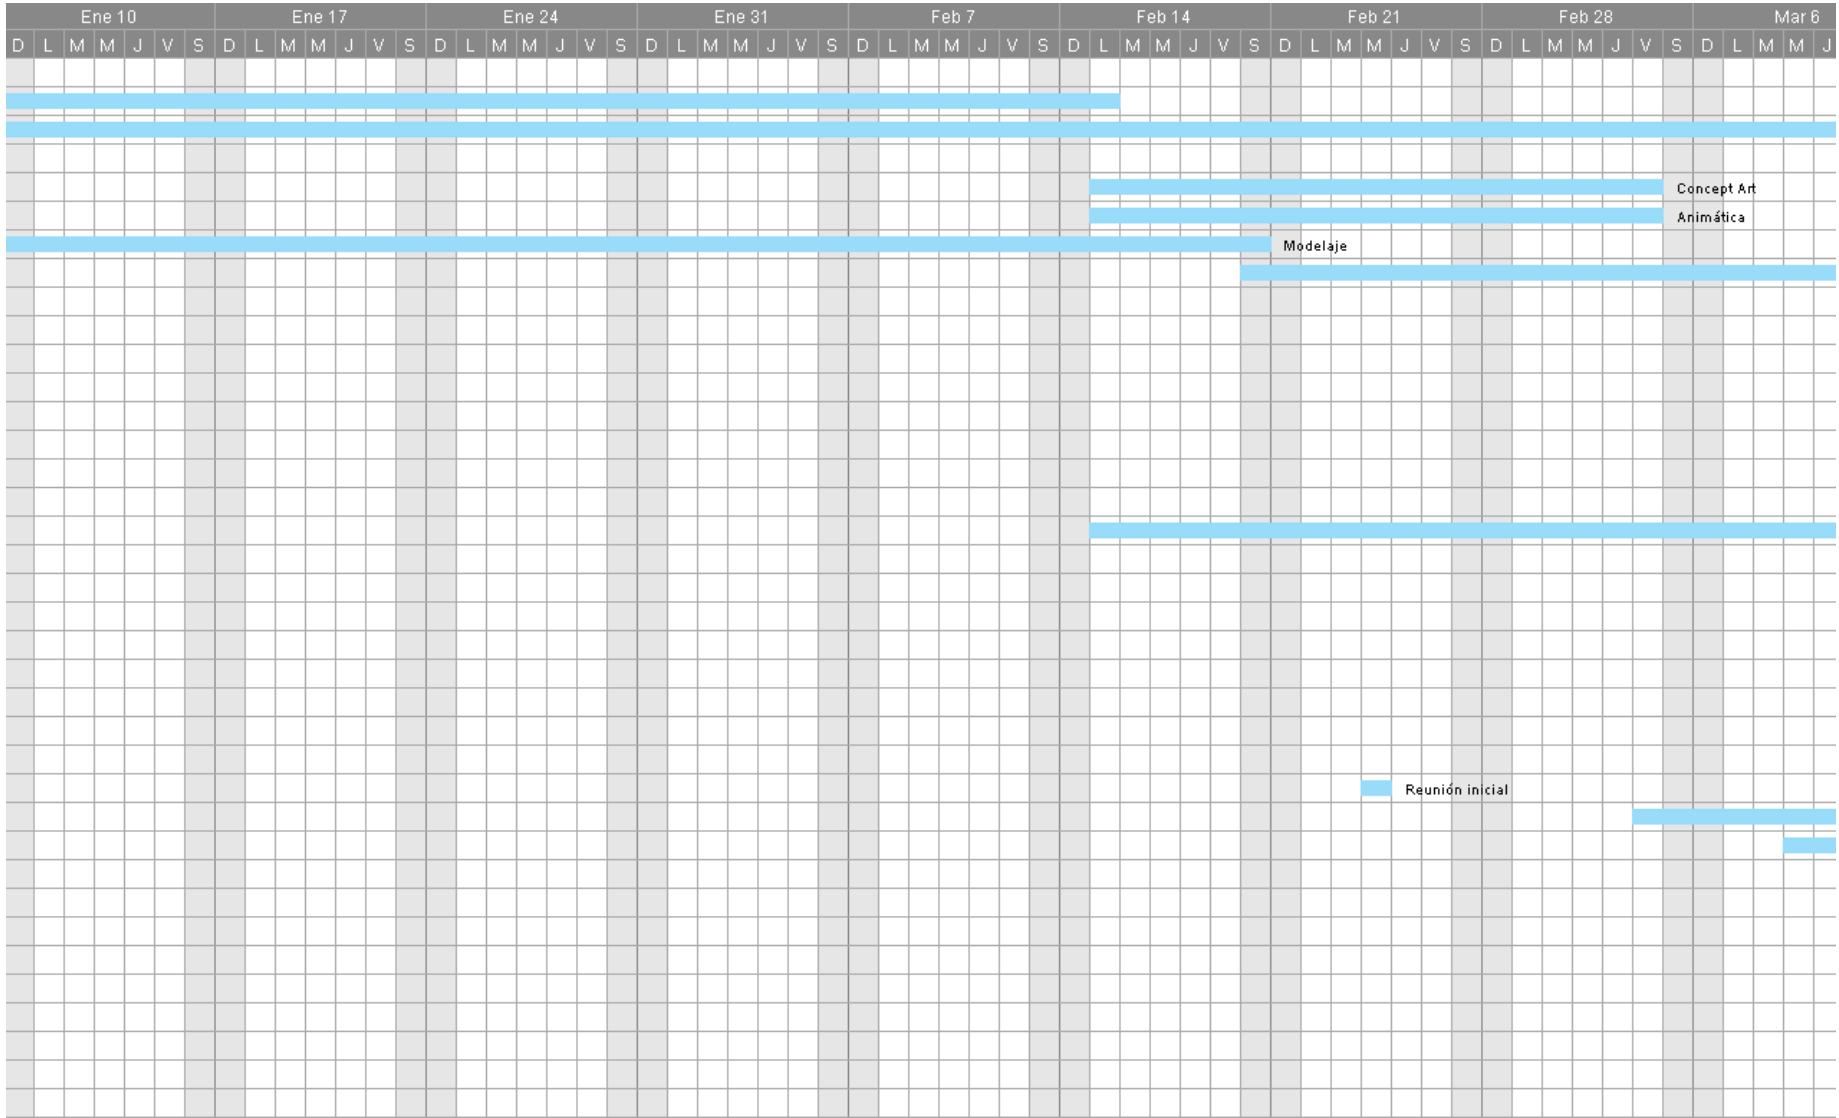 Ene 10 Ene 17 Ene 24 Ene 31 Feb 7 Feb 14 Feb 21 Feb 28 Mar 6
D L M M J V S D L M M J V S D L M M J V S D L M M J V S D L M M J V S D L M M J V S D L M M J V S D L M M J V S D L M M J
Concept Art
Animática
Modelaje
Reunión inicial